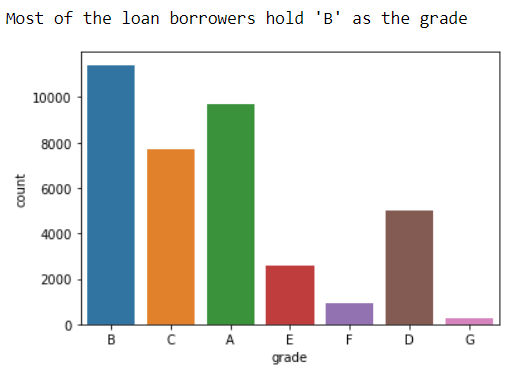 Most of the loan borrowers hold 'B' as the grade
10000
8000
6000
4000
2000
0
count
B C A E F D G
grade